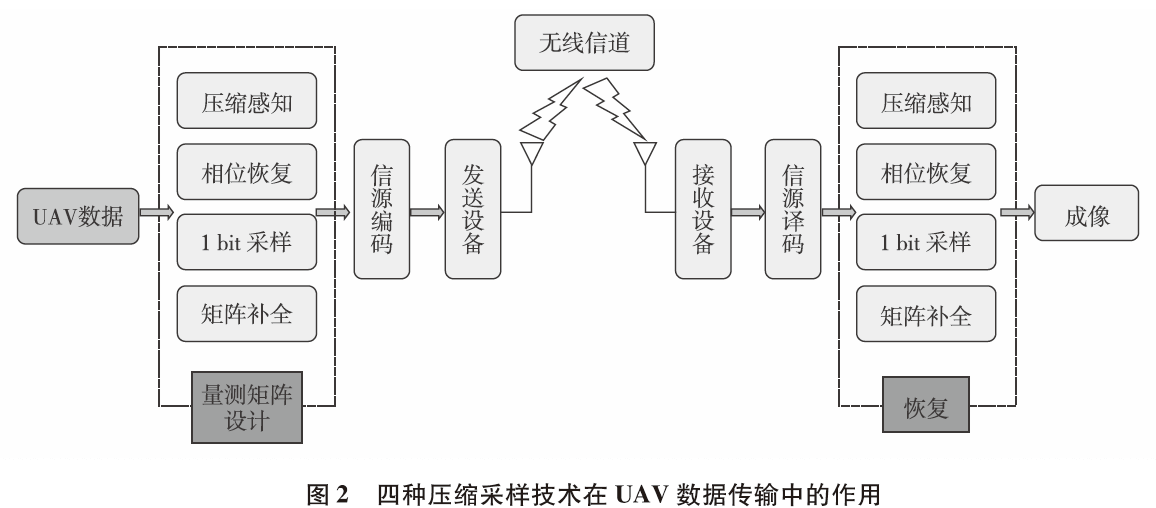 无线信道
压缩感知
相位恢复
1 bit 采样
矩阵补全
量测矩阵
设计
UAV数据
信源编码
发送设备
接收设备
信源译码
压缩感知
相位恢复
1 bit 采样
矩阵补全
恢复
成像
图 2 四种压缩采样技术在 UAV 数据传输中的作用